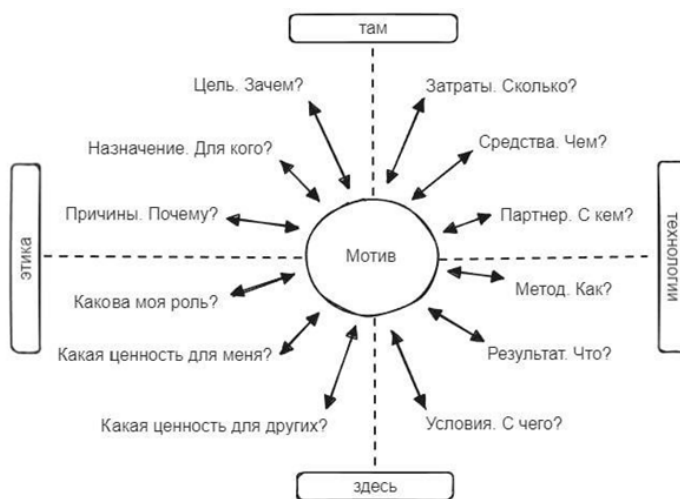 там
Цель. Зачем?
Затраты. Сколько?
Назначение. Для кого?
Средства. Чем?
Причины. Почему?
Партнер. С кем?
этика
Мотив
технологии
Какова моя роль?
Метод. Как?
Какая ценность для меня?
Результат. Что?
Какая ценность для других?
Условия. С чего?
здесь